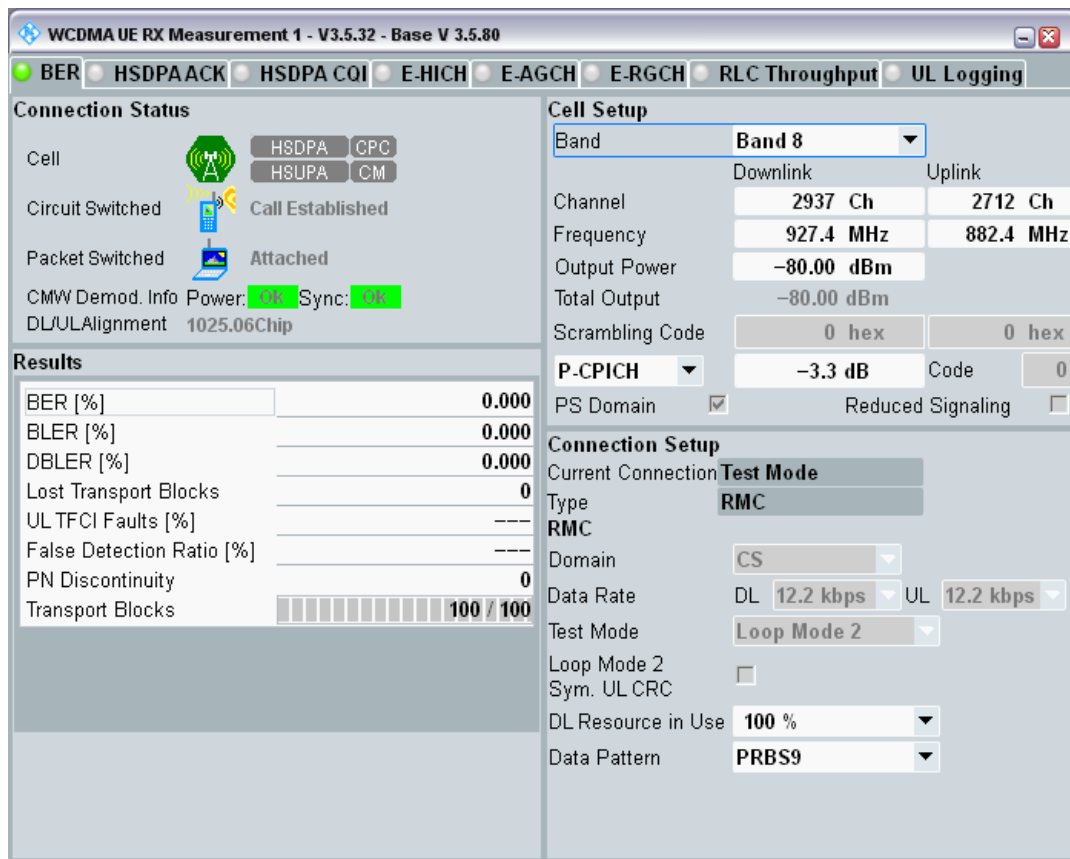 WCDMA UE RX Measurement 1 - V3.5.32 - Base V 3.5.80
BER HSDPA ACK HSDPA CQI E-HICH E-AGCH E-RGCH RLC Throughput UL Logging
Connection Status
Cell HSDPA CPC
HSUPA CM
Circuit Switched Call Established
Packet Switched Attached
CMW Demod. Info Power: Ok Sync: Ok
DL/ULAlignment 1025.06Chip
Results
BER [%] 0.000
BLER [%] 0.000
DBLER [%] 0.000
Lost Transport Blocks 0
UL TFCI Faults [%] ---
False Detection Ratio [%] ---
PN Discontinuity 0
Transport Blocks 100 / 100
Cell Setup
Band Band 8
Downlink Uplink
Channel 2937 Ch 2712 Ch
Frequency 927.4 MHz 882.4 MHz
Output Power −80.00 dBm
Total Output −80.00 dBm
Scrambling Code 0 hex 0 hex
P-CPICH −3.3 dB Code 0
PS Domain Reduced Signaling
Connection Setup
Current Connection Test Mode
Type RMC
RMC
Domain CS
Data Rate DL 12.2 kbps UL 12.2 kbps
Test Mode Loop Mode 2
Loop Mode 2
Sym. UL CRC
DL Resource in Use 100 %
Data Pattern PRBS9